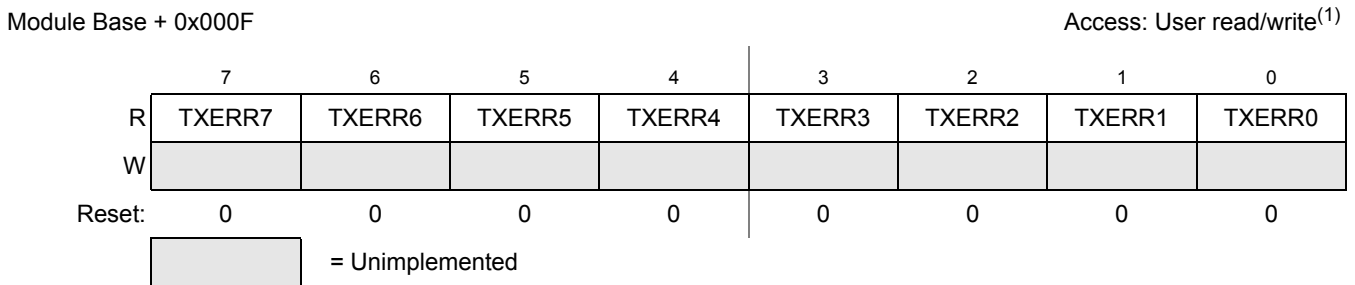 Module Base + 0x000F Access: User read/write(1)
7 6 5 4 3 2 1 0
R TXERR7 TXERR6 TXERR5 TXERR4 TXERR3 TXERR2 TXERR1 TXERR0
W
Reset: 0 0 0 0 0 0 0 0
= Unimplemented